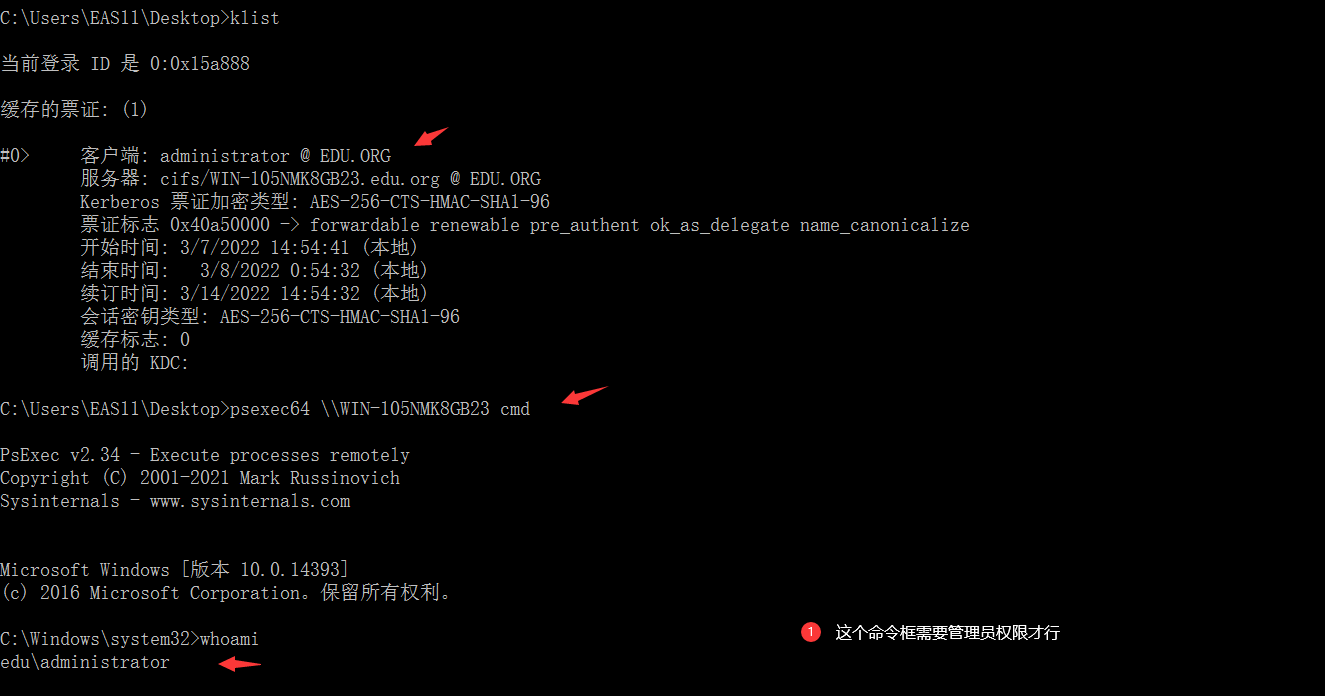 C:\Users\EAS11\Desktop>klist
当前登录 ID 是 0:0x15a888
缓存的票证: (1)
#0>     客户端: administrator @ EDU.ORG
        服务器: cifs/WIN-105NMK8GB23.edu.org @ EDU.ORG
        Kerberos 票证加密类型: AES-256-CTS-HMAC-SHA1-96
        票证标志 0x40a50000 -> forwardable renewable pre_authent ok_as_delegate name_canonicalize
        开始时间: 3/7/2022 14:54:41 (本地)
        结束时间:   3/8/2022 0:54:32 (本地)
        续订时间: 3/14/2022 14:54:32 (本地)
        会话密钥类型: AES-256-CTS-HMAC-SHA1-96
        缓存标志: 0
        调用的 KDC:
C:\Users\EAS11\Desktop>psexec64 \\WIN-105NMK8GB23 cmd
PsExec v2.34 - Execute processes remotely
Copyright (C) 2001-2021 Mark Russinovich
Sysinternals - www.sysinternals.com
Microsoft Windows [版本 10.0.14393]
(c) 2016 Microsoft Corporation。保留所有权利。
C:\Windows\system32>whoami
edu\administrator
1 这个命令框需要管理员权限才行